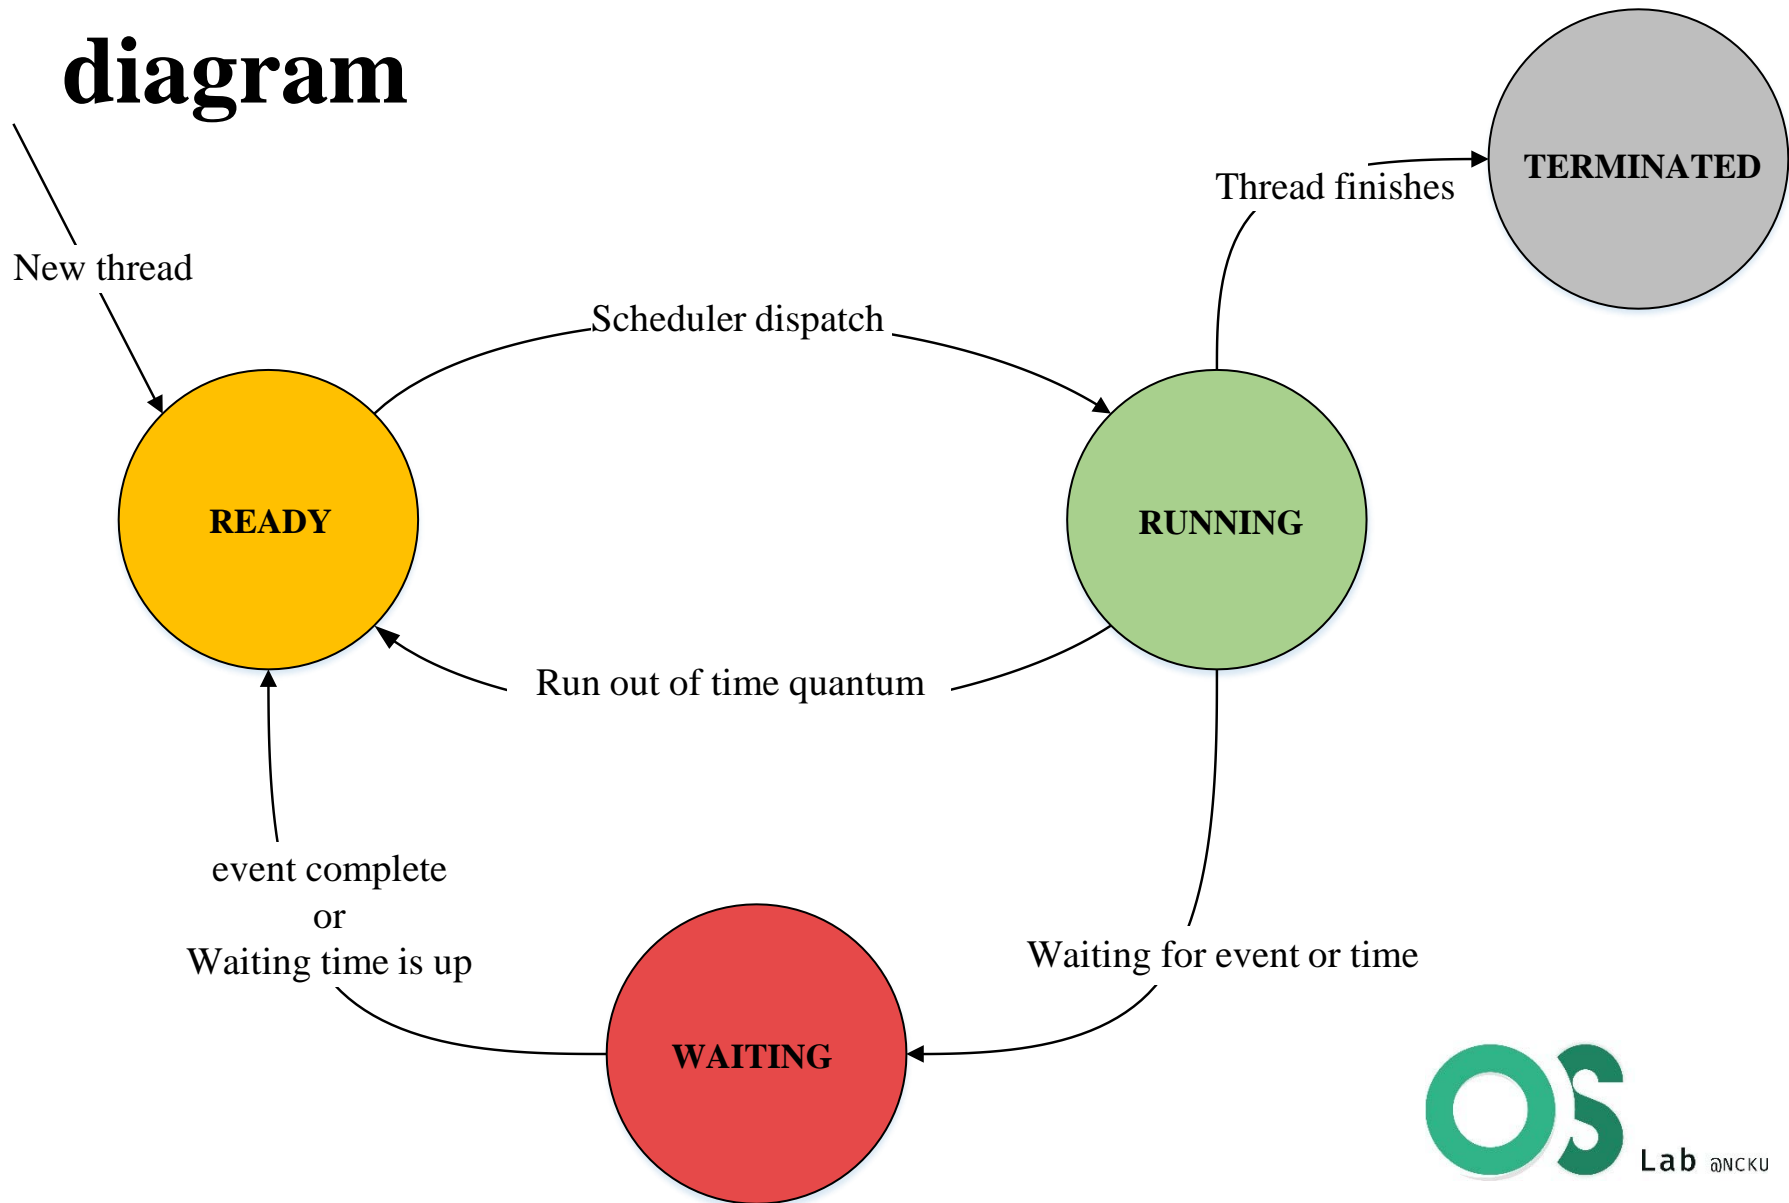 diagram
New thread
Thread finishes
TERMINATED
Scheduler dispatch
READY
RUNNING
Run out of time quantum
event complete
or
Waiting time is up
Waiting for event or time
WAITING
OS
Lab @NCKU